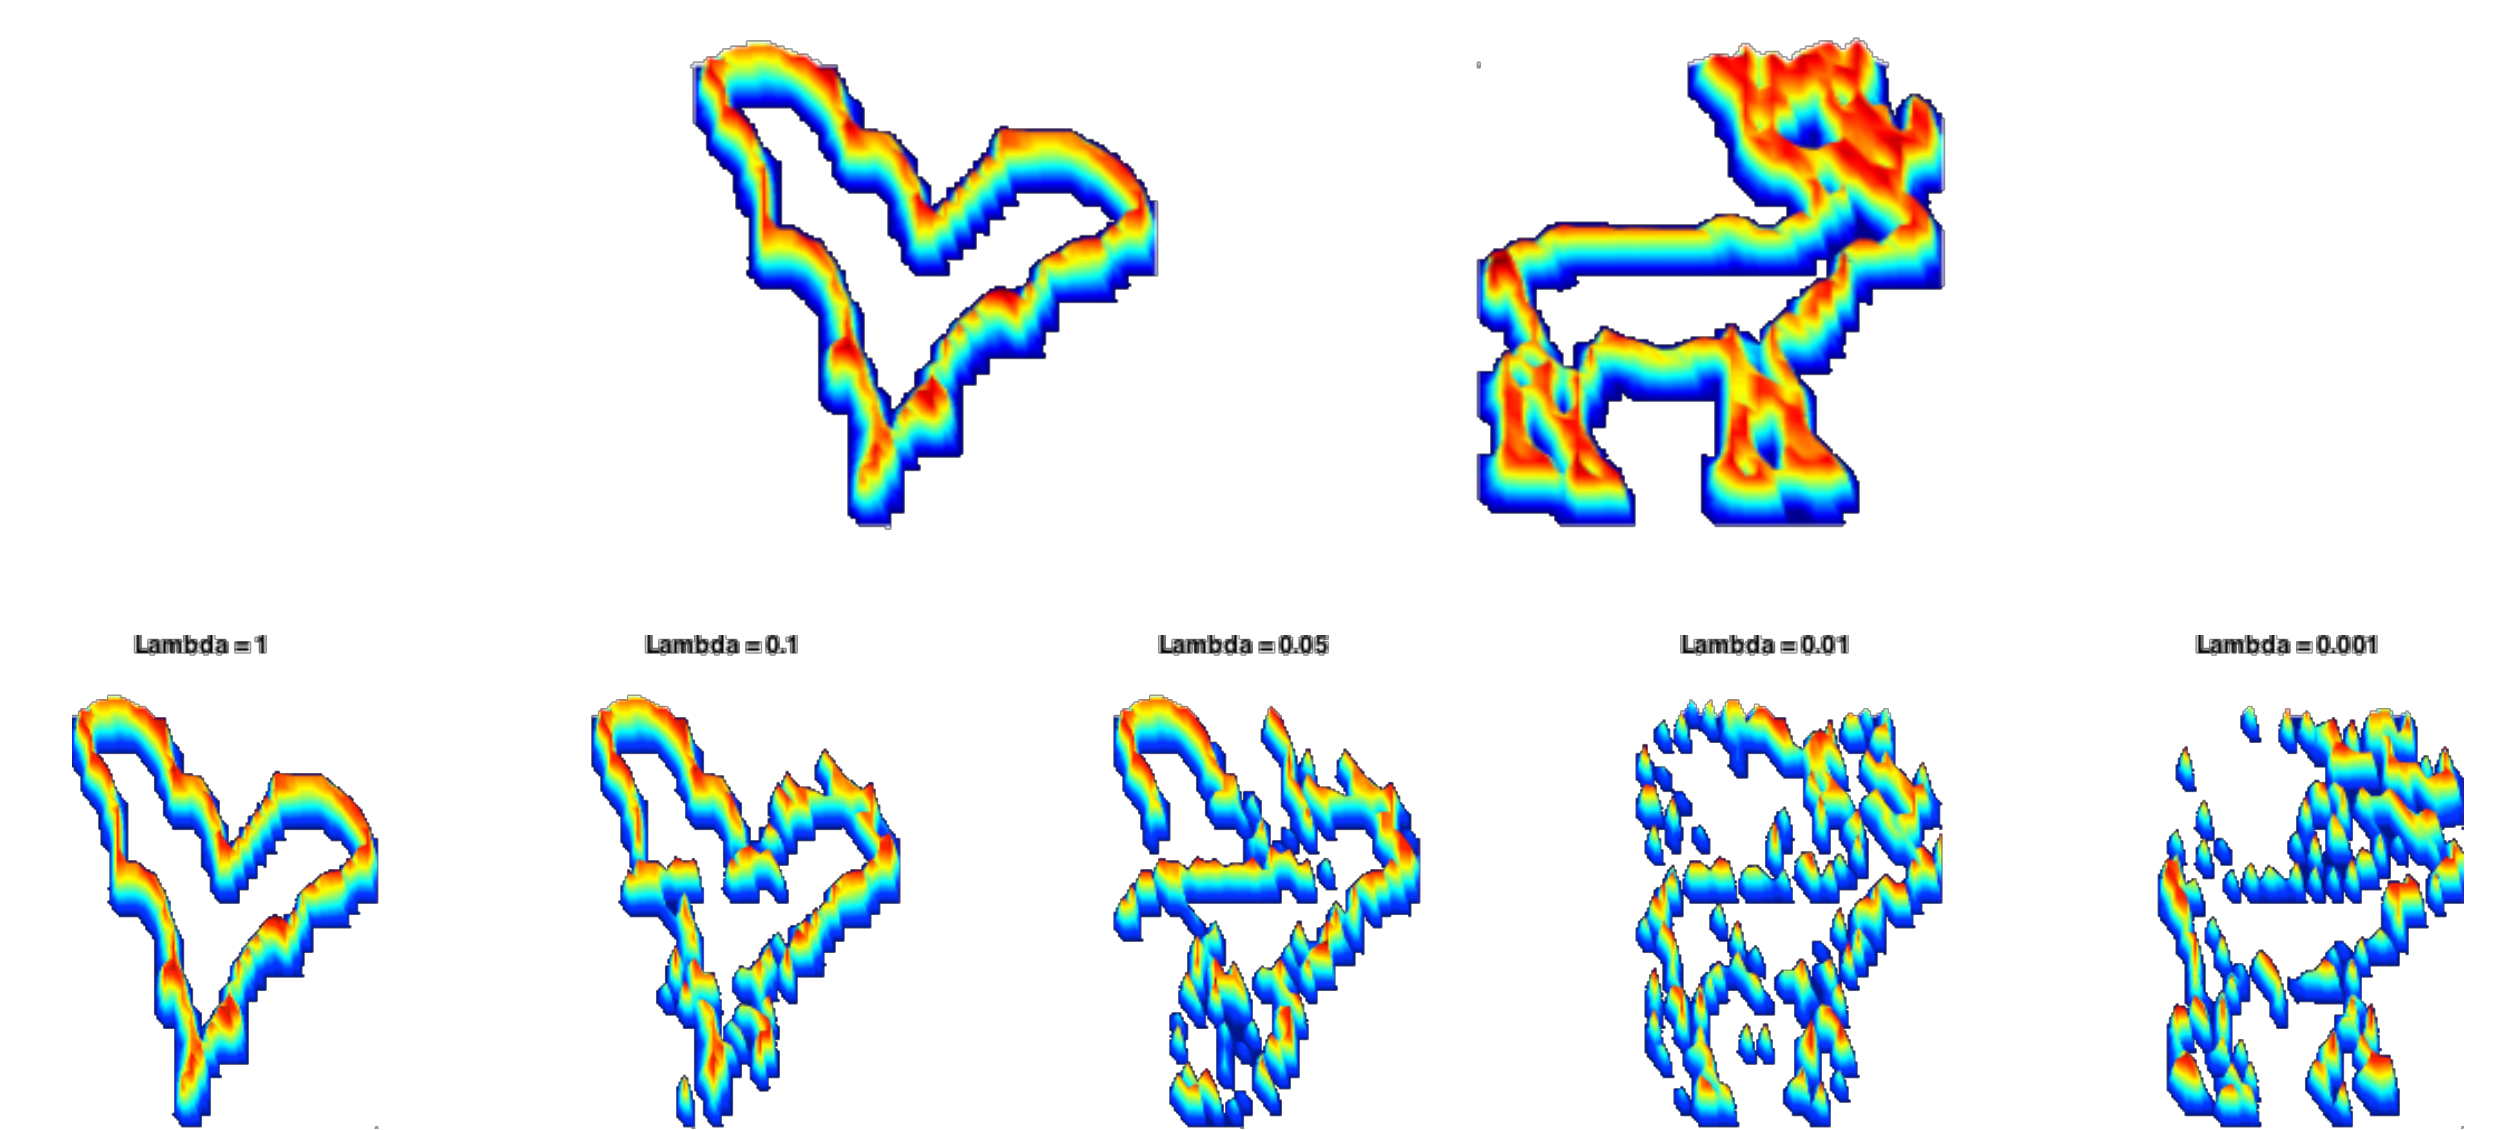 Lambda = 1
Lambda = 0.1
Lambda = 0.05
Lambda = 0.01
Lambda = 0.001